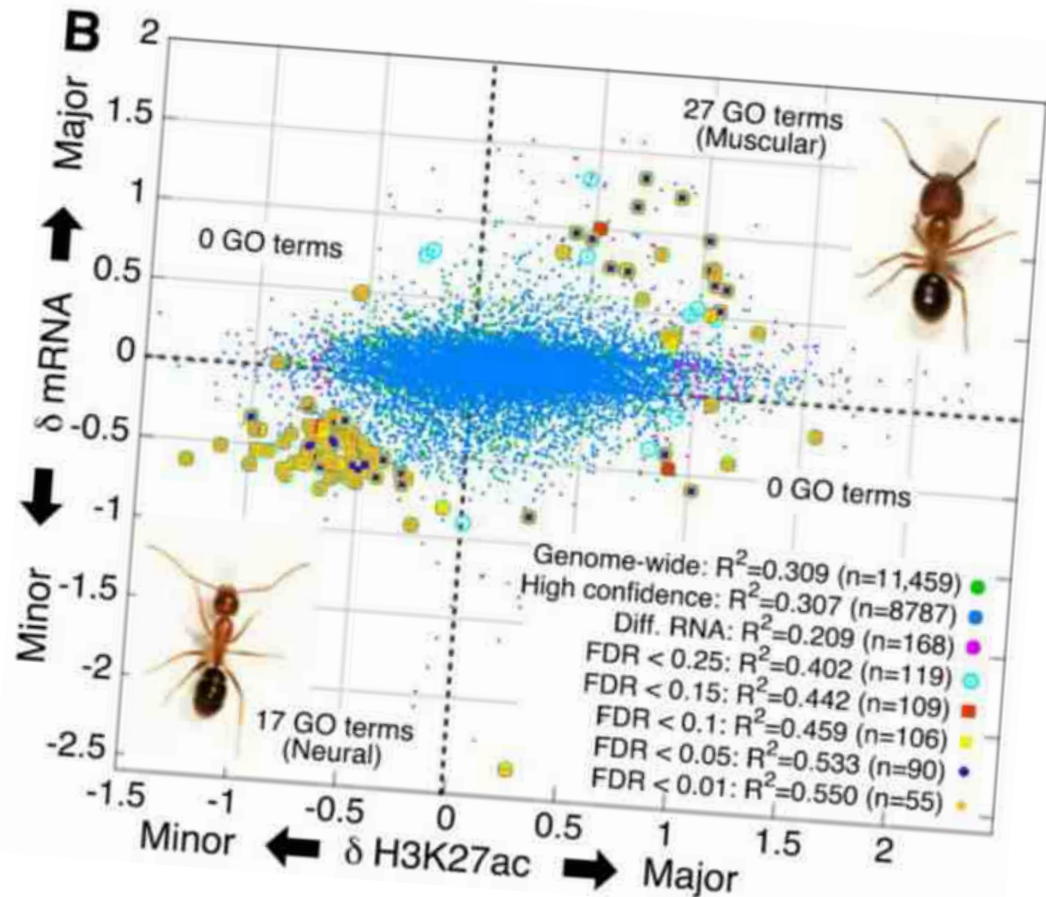 B
2
1.5
1
0.5
0
-0.5
-1
-1.5
-2
-2.5
Major
δ mRNA
Minor
27 GO terms
(Muscular)
0 GO terms
0 GO terms
17 GO terms
(Neural)
Genome-wide: R²=0.309 (n=11,459)
High confidence: R²=0.307 (n=8787)
Diff. RNA: R²=0.209 (n=168)
FDR < 0.25: R²=0.402 (n=119)
FDR < 0.15: R²=0.442 (n=109)
FDR < 0.1: R²=0.459 (n=106)
FDR < 0.05: R²=0.533 (n=90)
FDR < 0.01: R²=0.550 (n=55)
-1.5 -1 -0.5 0 0.5 1 1.5 2
Minor δ H3K27ac Major